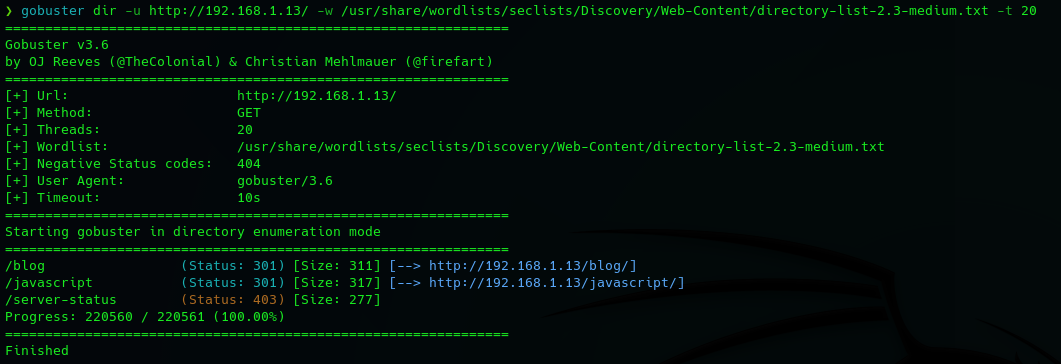 ❯ gobuster dir -u http://192.168.1.13/ -w /usr/share/wordlists/seclists/Discovery/Web-Content/directory-list-2.3-medium.txt -t 20
===============================================================
Gobuster v3.6
by OJ Reeves (@TheColonial) & Christian Mehlmauer (@firefart)
===============================================================
[+] Url:                     http://192.168.1.13/
[+] Method:                  GET
[+] Threads:                 20
[+] Wordlist:                /usr/share/wordlists/seclists/Discovery/Web-Content/directory-list-2.3-medium.txt
[+] Negative Status codes:   404
[+] User Agent:              gobuster/3.6
[+] Timeout:                 10s
===============================================================
Starting gobuster in directory enumeration mode
===============================================================
/blog                 (Status: 301) [Size: 311] [--> http://192.168.1.13/blog/]
/javascript           (Status: 301) [Size: 317] [--> http://192.168.1.13/javascript/]
/server-status        (Status: 403) [Size: 277]
Progress: 220560 / 220561 (100.00%)
===============================================================
Finished